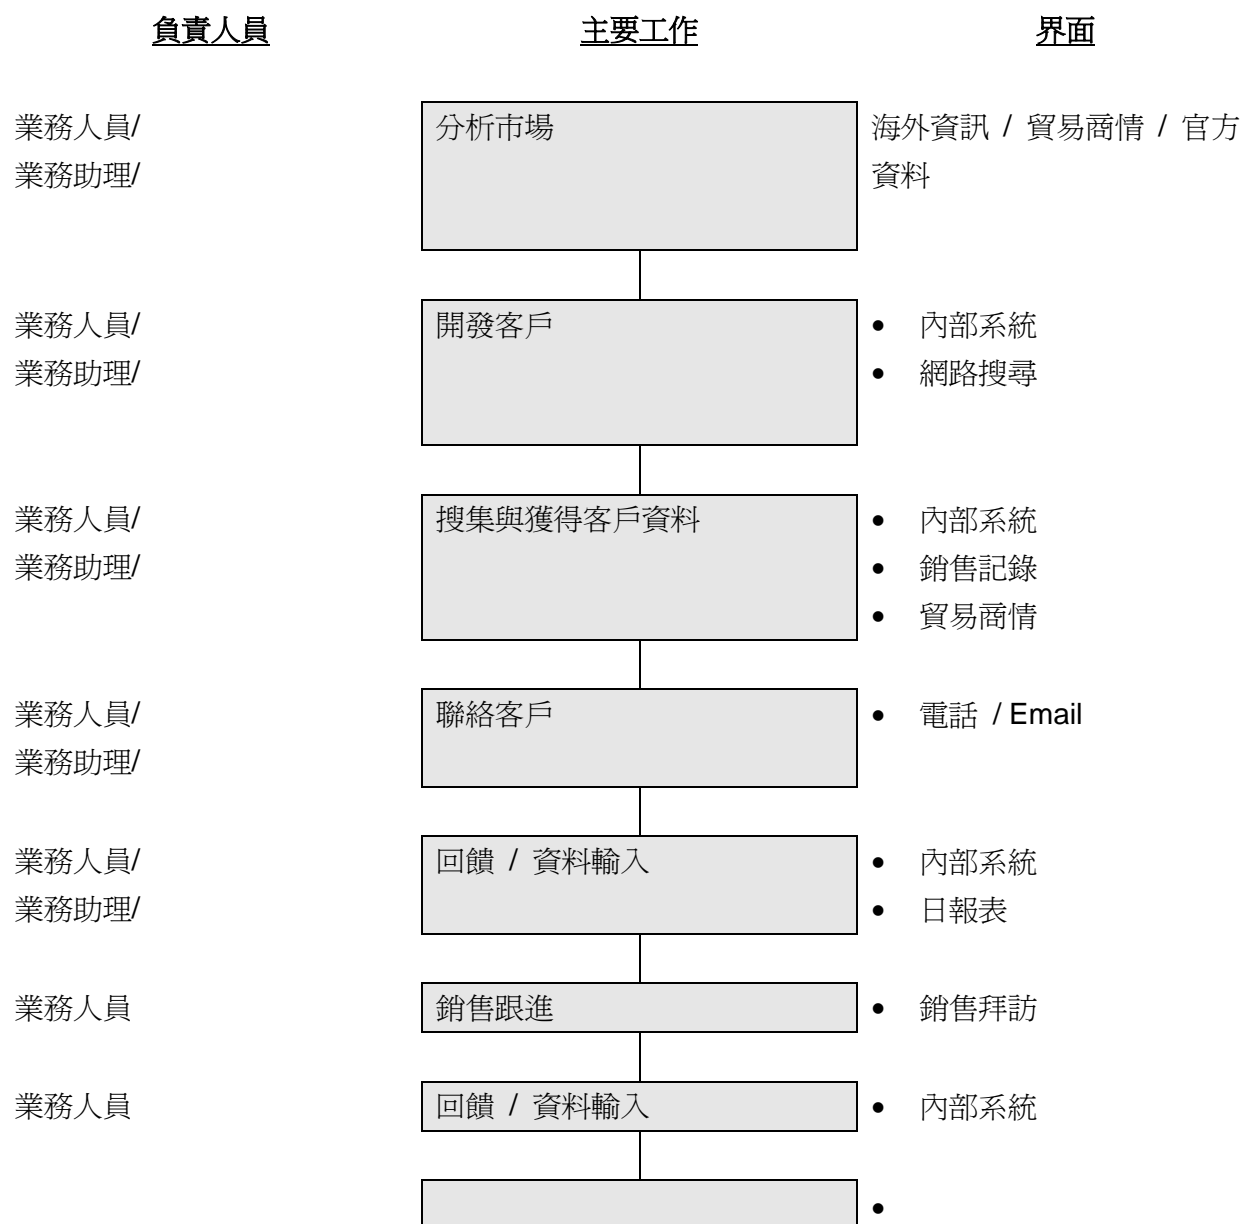 負責人員 主要工作 界面
業務人員/ 分析市場 海外資訊 / 貿易商情 / 官方
業務助理/ 資料
業務人員/ 開發客戶 • 內部系統
業務助理/ • 網路搜尋
業務人員/ 搜集與獲得客戶資料 • 內部系統
業務助理/ • 銷售記錄
• 貿易商情
業務人員/ 聯絡客戶 • 電話 / Email
業務助理/
業務人員/ 回饋 / 資料輸入 • 內部系統
業務助理/ • 日報表
業務人員 銷售跟進 • 銷售拜訪
業務人員 回饋 / 資料輸入 • 內部系統
•